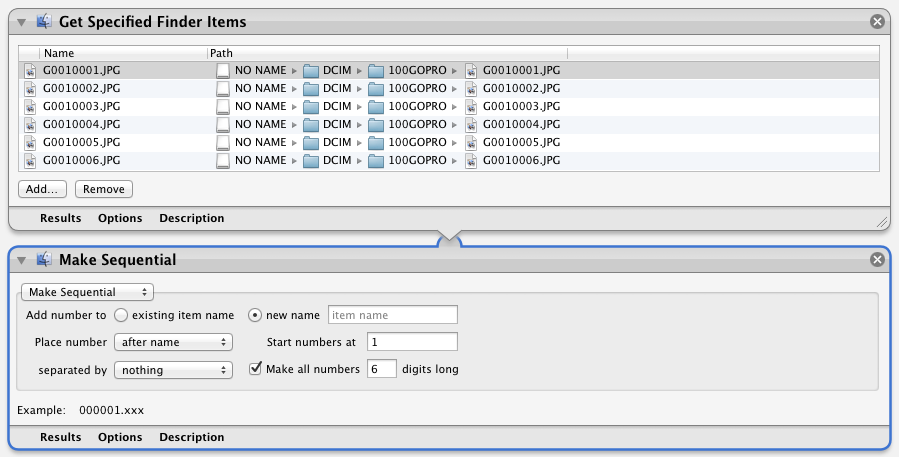 Get Specified Finder Items
Name Path
G0010001.JPG NO NAME ▸ DCIM ▸ 100GOPRO ▸ G0010001.JPG
G0010002.JPG NO NAME ▸ DCIM ▸ 100GOPRO ▸ G0010002.JPG
G0010003.JPG NO NAME ▸ DCIM ▸ 100GOPRO ▸ G0010003.JPG
G0010004.JPG NO NAME ▸ DCIM ▸ 100GOPRO ▸ G0010004.JPG
G0010005.JPG NO NAME ▸ DCIM ▸ 100GOPRO ▸ G0010005.JPG
G0010006.JPG NO NAME ▸ DCIM ▸ 100GOPRO ▸ G0010006.JPG
Add... Remove
Results Options Description
Make Sequential
Make Sequential
Add number to existing item name new name item name
Place number after name Start numbers at 1
separated by nothing Make all numbers 6 digits long
Example: 000001.xxx
Results Options Description